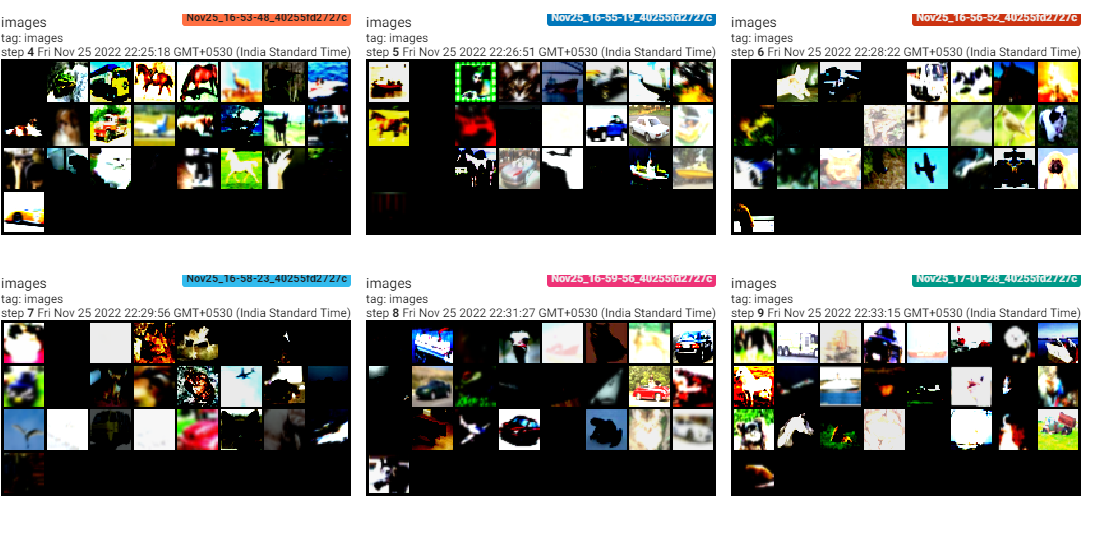 images Nov25_16-53-48_40255fd2727c
tag: images
step 4 Fri Nov 25 2022 22:25:18 GMT+0530 (India Standard Time)
images Nov25_16-55-19_40255fd2727c
tag: images
step 5 Fri Nov 25 2022 22:26:51 GMT+0530 (India Standard Time)
images Nov25_16-56-52_40255fd2727c
tag: images
step 6 Fri Nov 25 2022 22:28:22 GMT+0530 (India Standard Time)
images Nov25_16-58-23_40255fd2727c
tag: images
step 7 Fri Nov 25 2022 22:29:56 GMT+0530 (India Standard Time)
images Nov25_16-59-56_40255fd2727c
tag: images
step 8 Fri Nov 25 2022 22:31:27 GMT+0530 (India Standard Time)
images Nov25_17-01-28_40255fd2727c
tag: images
step 9 Fri Nov 25 2022 22:33:15 GMT+0530 (India Standard Time)